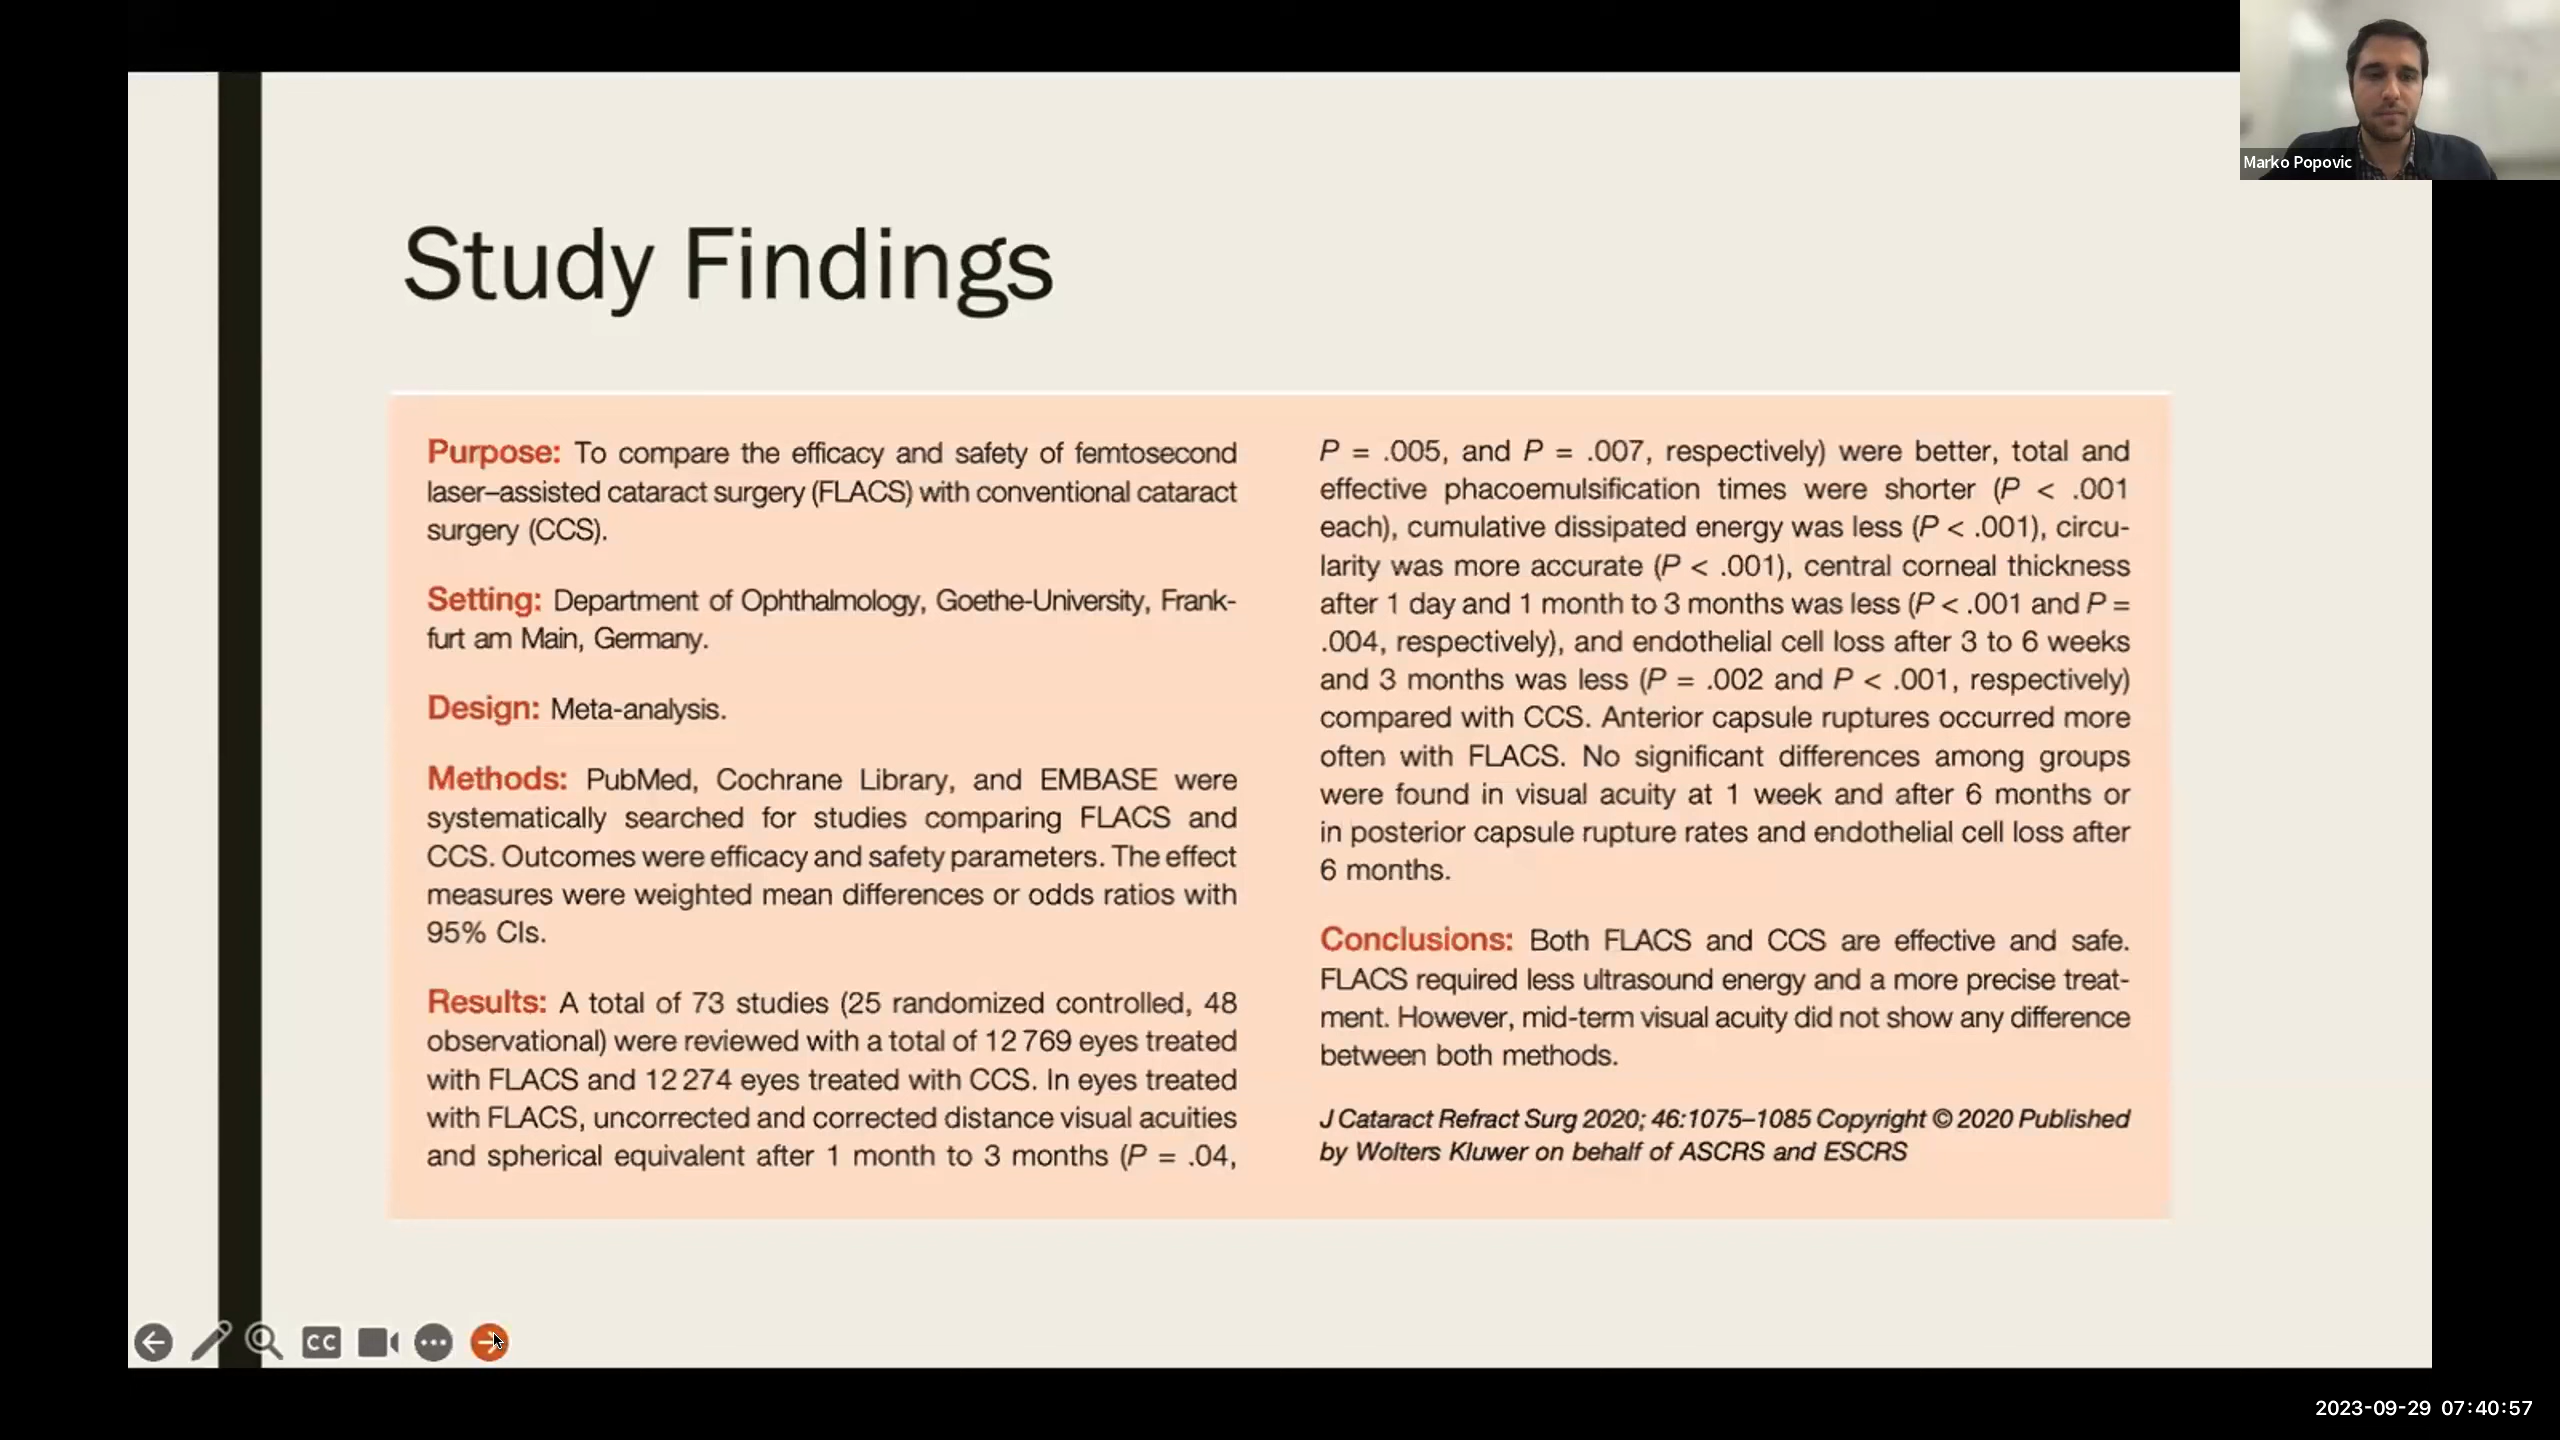 Marko Popovic
Study Findings
Purpose: To compare the efficacy and safety of femtosecond
laser–assisted cataract surgery (FLACS) with conventional cataract
surgery (CCS).
Setting: Department of Ophthalmology, Goethe-University, Frank-
furt am Main, Germany.
Design: Meta-analysis.
Methods: PubMed, Cochrane Library, and EMBASE were
systematically searched for studies comparing FLACS and
CCS. Outcomes were efficacy and safety parameters. The effect
measures were weighted mean differences or odds ratios with
95% CIs.
Results: A total of 73 studies (25 randomized controlled, 48
observational) were reviewed with a total of 12 769 eyes treated
with FLACS and 12 274 eyes treated with CCS. In eyes treated
with FLACS, uncorrected and corrected distance visual acuities
and spherical equivalent after 1 month to 3 months (P = .04,
P = .005, and P = .007, respectively) were better, total and
effective phacoemulsification times were shorter (P < .001
each), cumulative dissipated energy was less (P < .001), circu-
larity was more accurate (P < .001), central corneal thickness
after 1 day and 1 month to 3 months was less (P < .001 and P =
.004, respectively), and endothelial cell loss after 3 to 6 weeks
and 3 months was less (P = .002 and P < .001, respectively)
compared with CCS. Anterior capsule ruptures occurred more
often with FLACS. No significant differences among groups
were found in visual acuity at 1 week and after 6 months or
in posterior capsule rupture rates and endothelial cell loss after
6 months.
Conclusions: Both FLACS and CCS are effective and safe.
FLACS required less ultrasound energy and a more precise treat-
ment. However, mid-term visual acuity did not show any difference
between both methods.
J Cataract Refract Surg 2020; 46:1075–1085 Copyright © 2020 Published
by Wolters Kluwer on behalf of ASCRS and ESCRS
CC
2023-09-29 07:40:57